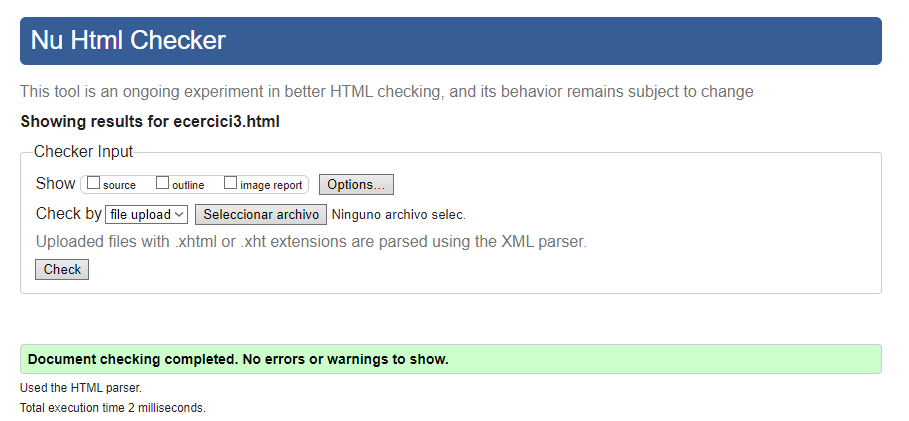 Nu Html Checker
This tool is an ongoing experiment in better HTML checking, and its behavior remains subject to change
Showing results for ecercici3.html
Checker Input
Show source outline image report Options...
Check by file upload Seleccionar archivo Ninguno archivo selec.
Uploaded files with .xhtml or .xht extensions are parsed using the XML parser.
Check
Document checking completed. No errors or warnings to show.
Used the HTML parser.
Total execution time 2 milliseconds.